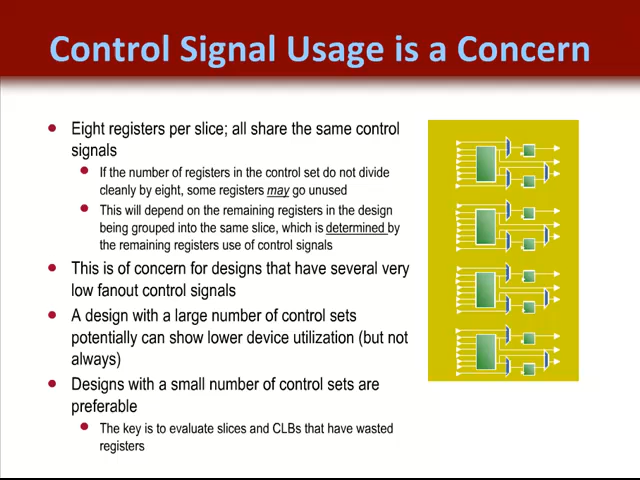 Control Signal Usage is a Concern
Eight registers per slice; all share the same control
signals
If the number of registers in the control set do not divide
cleanly by eight, some registers may go unused
This will depend on the remaining registers in the design
being grouped into the same slice, which is determined by
the remaining registers use of control signals
This is of concern for designs that have several very
low fanout control signals
A design with a large number of control sets
potentially can show lower device utilization (but not
always)
Designs with a small number of control sets are
preferable
The key is to evaluate slices and CLBs that have wasted
registers